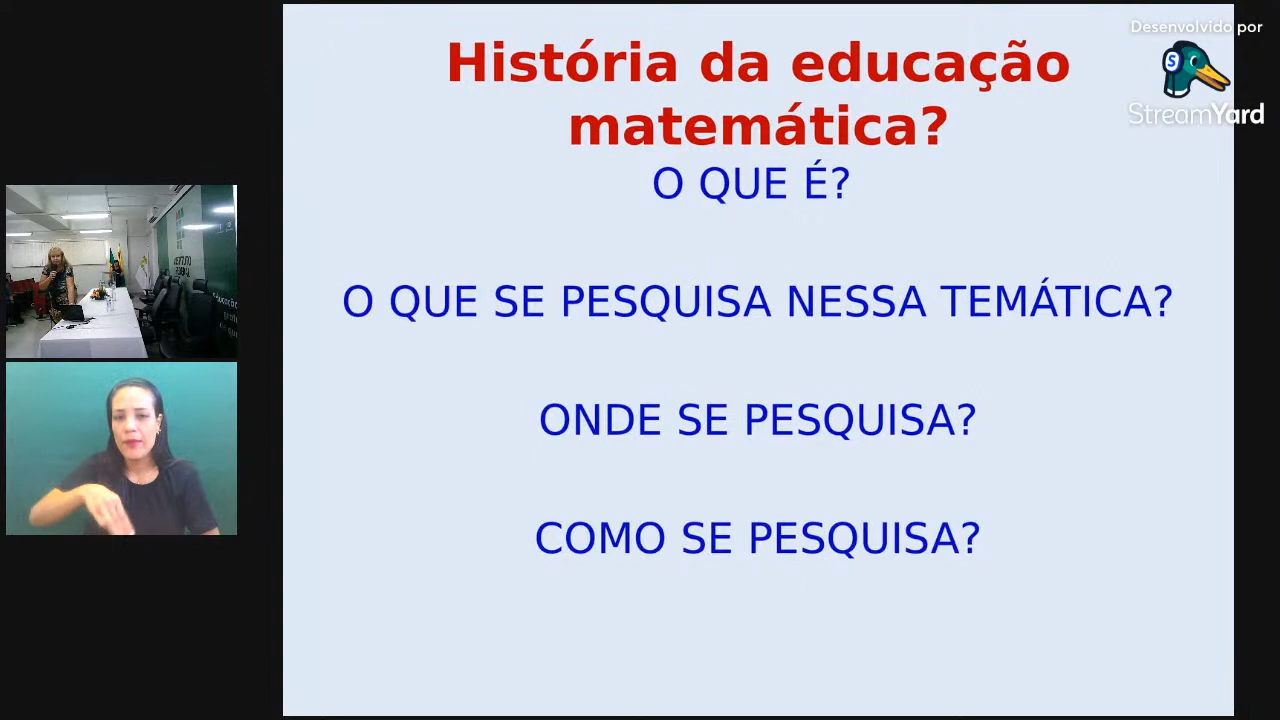 História da educação
matemática?
O QUE É?
O QUE SE PESQUISA NESSA TEMÁTICA?
ONDE SE PESQUISA?
COMO SE PESQUISA?
Desenvolvido por
S
StreamYard